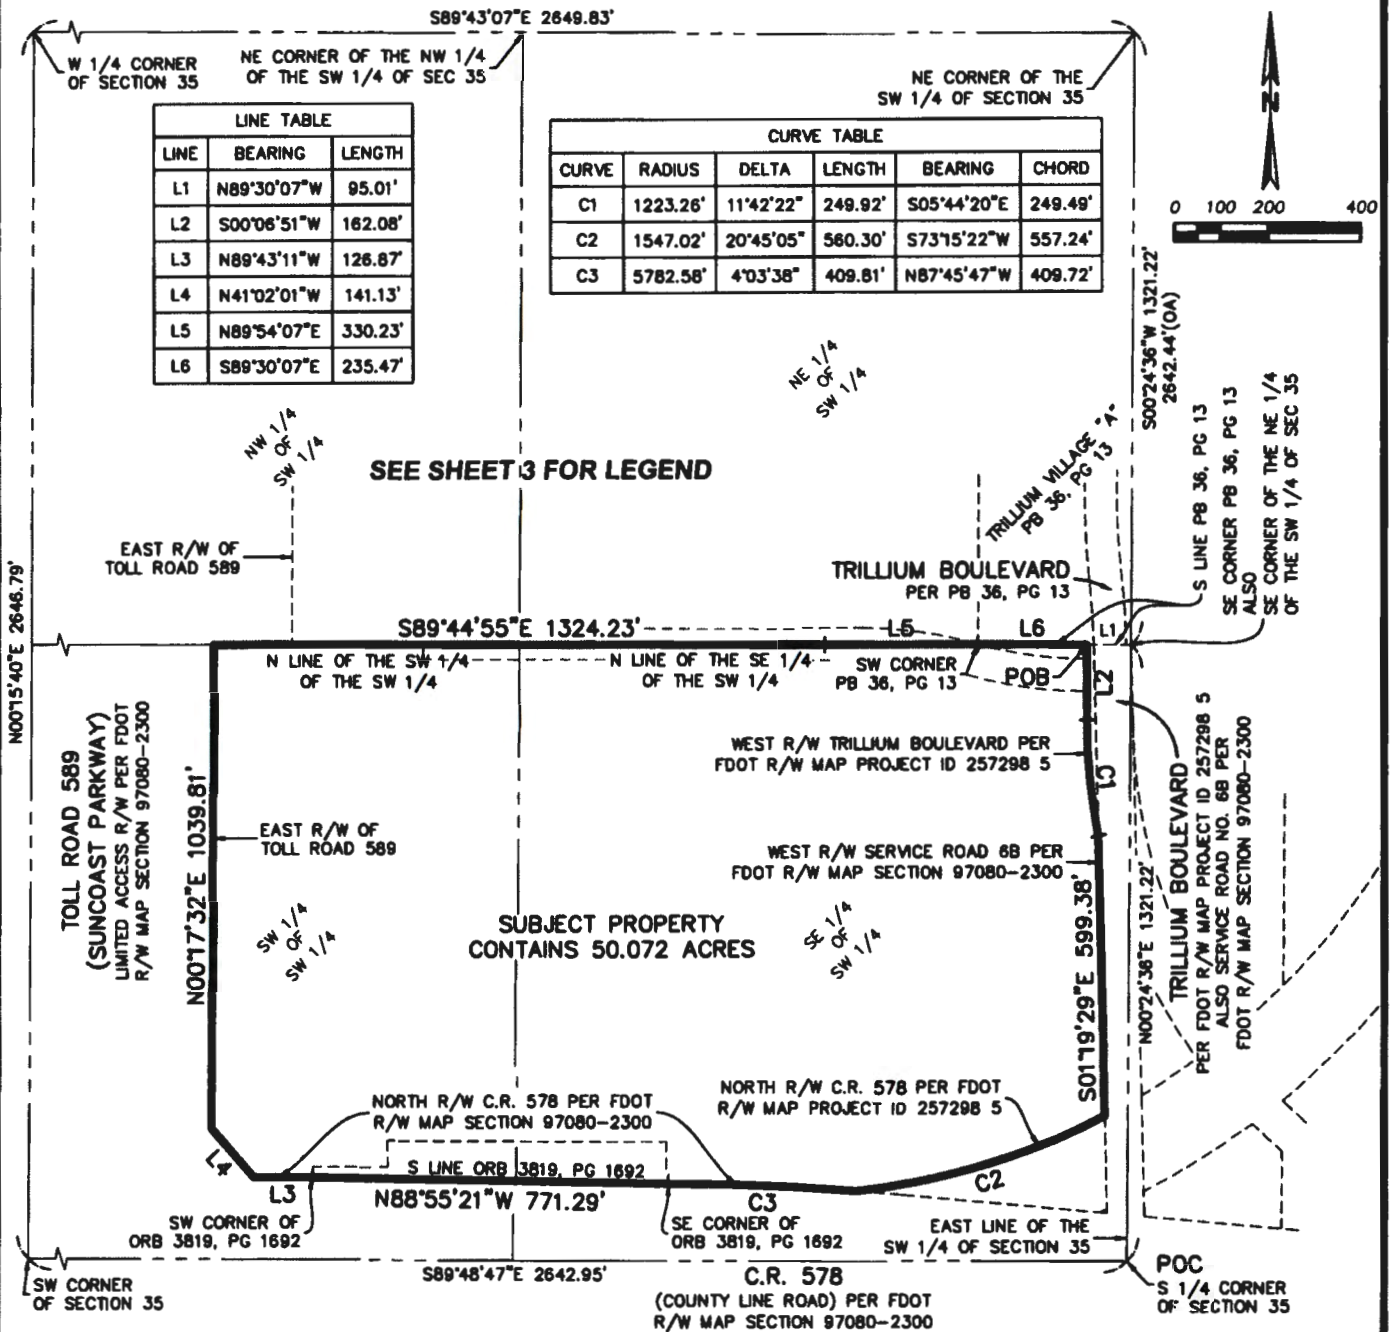 S89°43'07"E 2649.83'
W 1/4 CORNER
OF SECTION 35
NE CORNER OF THE NW 1/4
OF THE SW 1/4 OF SEC 35
NE CORNER OF THE
SW 1/4 OF SECTION 35
N
0 100 200 400
LINE TABLE
LINE BEARING LENGTH
L1 N89°30'07"W 95.01'
L2 S00°06'51"W 162.08'
L3 N89°43'11"W 126.87'
L4 N41°02'01"W 141.13'
L5 N89°54'07"E 330.23'
L6 S89°30'07"E 235.47'
CURVE TABLE
CURVE RADIUS DELTA LENGTH BEARING CHORD
C1 1223.26' 11°42'22" 249.92' S05°44'20"E 249.49'
C2 1547.02' 20°45'05" 560.30' S73°15'22"W 557.24'
C3 5782.58' 4°03'38" 409.81' N87°45'47"W 409.72'
S00°24'36"W 1321.22'
2642.44'(OA)
NW 1/4
OF
SW 1/4
NE 1/4
OF
SW 1/4
SEE SHEET 3 FOR LEGEND
TRILLIUM VILLAGE "A"
PB 36, PG 13
S LINE PB 36, PG 13
SE CORNER PB 36, PG 13
ALSO
SE CORNER OF THE NE 1/4
OF THE SW 1/4 OF SEC 35
EAST R/W OF
TOLL ROAD 589
TRILLIUM BOULEVARD
PER PB 36, PG 13
N00°15'40"E 2646.79'
S89°44'55"E 1324.23'
L5
L6
L1
N LINE OF THE SW 1/4
OF THE SW 1/4
N LINE OF THE SE 1/4
OF THE SW 1/4
SW CORNER
PB 36, PG 13
POB
L2
TOLL ROAD 589
(SUNCOAST PARKWAY)
LIMITED ACCESS R/W PER FDOT
R/W MAP SECTION 97080-2300
N00°17'32"E 1039.81'
WEST R/W TRILLIUM BOULEVARD PER
FDOT R/W MAP PROJECT ID 257298 5
C1
EAST R/W OF
TOLL ROAD 589
WEST R/W SERVICE ROAD 6B PER
FDOT R/W MAP SECTION 97080-2300
TRILLIUM BOULEVARD
PER FDOT R/W MAP PROJECT ID 257298 5
ALSO SERVICE ROAD NO. 6B PER
FDOT R/W MAP SECTION 97080-2300
SW 1/4
OF
SW 1/4
SUBJECT PROPERTY
CONTAINS 50.072 ACRES
SE 1/4
OF
SW 1/4
S01°19'29"E 599.38'
N00°24'36"E 1321.22'
NORTH R/W C.R. 578 PER FDOT
R/W MAP SECTION 97080-2300
NORTH R/W C.R. 578 PER FDOT
R/W MAP PROJECT ID 257298 5
L4
L3
S LINE ORB 3819, PG 1692
N88°55'21"W 771.29'
C3
C2
SW CORNER OF
ORB 3819, PG 1692
SE CORNER OF
ORB 3819, PG 1692
EAST LINE OF THE
SW 1/4 OF SECTION 35
SW CORNER
OF SECTION 35
S89°48'47"E 2642.95'
C.R. 578
(COUNTY LINE ROAD) PER FDOT
R/W MAP SECTION 97080-2300
POC
S 1/4 CORNER
OF SECTION 35